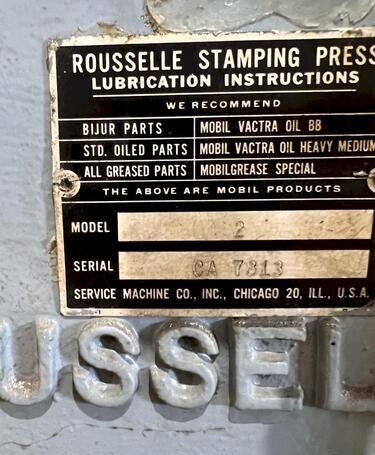 ROUSSELLE STAMPING PRESS
LUBRICATION INSTRUCTIONS
WE RECOMMEND
BIJUR PARTS MOBIL VACTRA OIL BB
STD. OILED PARTS MOBIL VACTRA OIL HEAVY MEDIUM
ALL GREASED PARTS MOBILGREASE SPECIAL
THE ABOVE ARE MOBIL PRODUCTS
MODEL 2
SERIAL CA 7813
SERVICE MACHINE CO., INC., CHICAGO 20, ILL., U.S.A.
USSEL